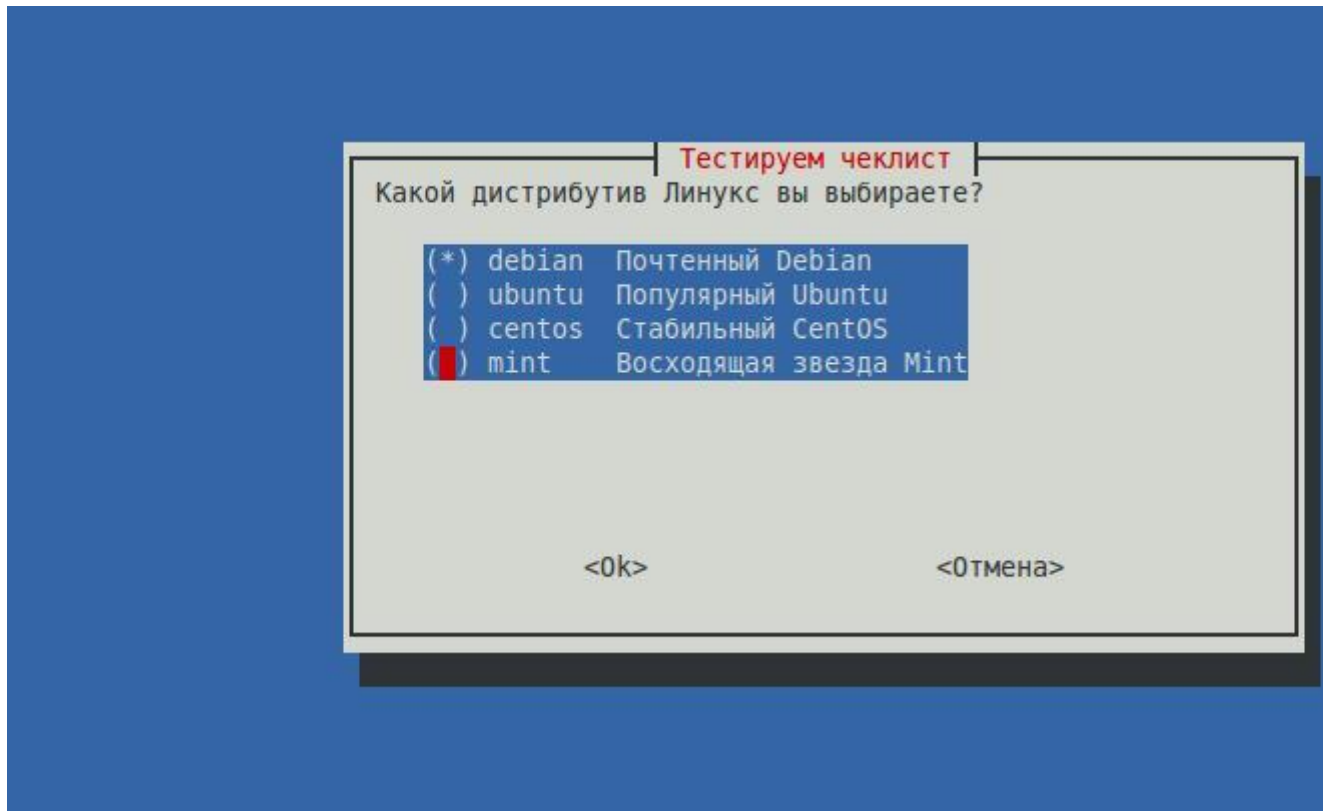 Тестируем чеклист
Какой дистрибутив Линукс вы выбираете?
(*) debian Почтенный Debian
( ) ubuntu Популярный Ubuntu
( ) centos Стабильный CentOS
( ) mint Восходящая звезда Mint
<Ok> <Отмена>